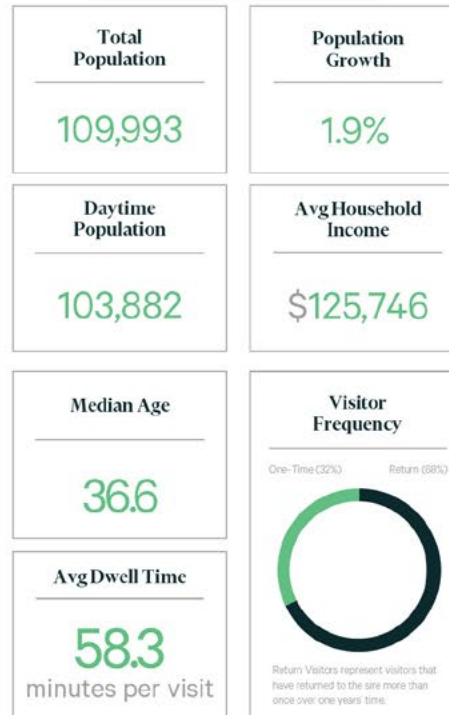 Total
Population
109,993
Population
Growth
1.9%
Daytime
Population
103,882
Avg Household
Income
$125,746
Median Age
36.6
Visitor
Frequency
One-Time (32%)
Return (68%)
Return Visitors represent visitors that
have returned to the sire more than
once over one years time.
Avg Dwell Time
58.3
minutes per visit